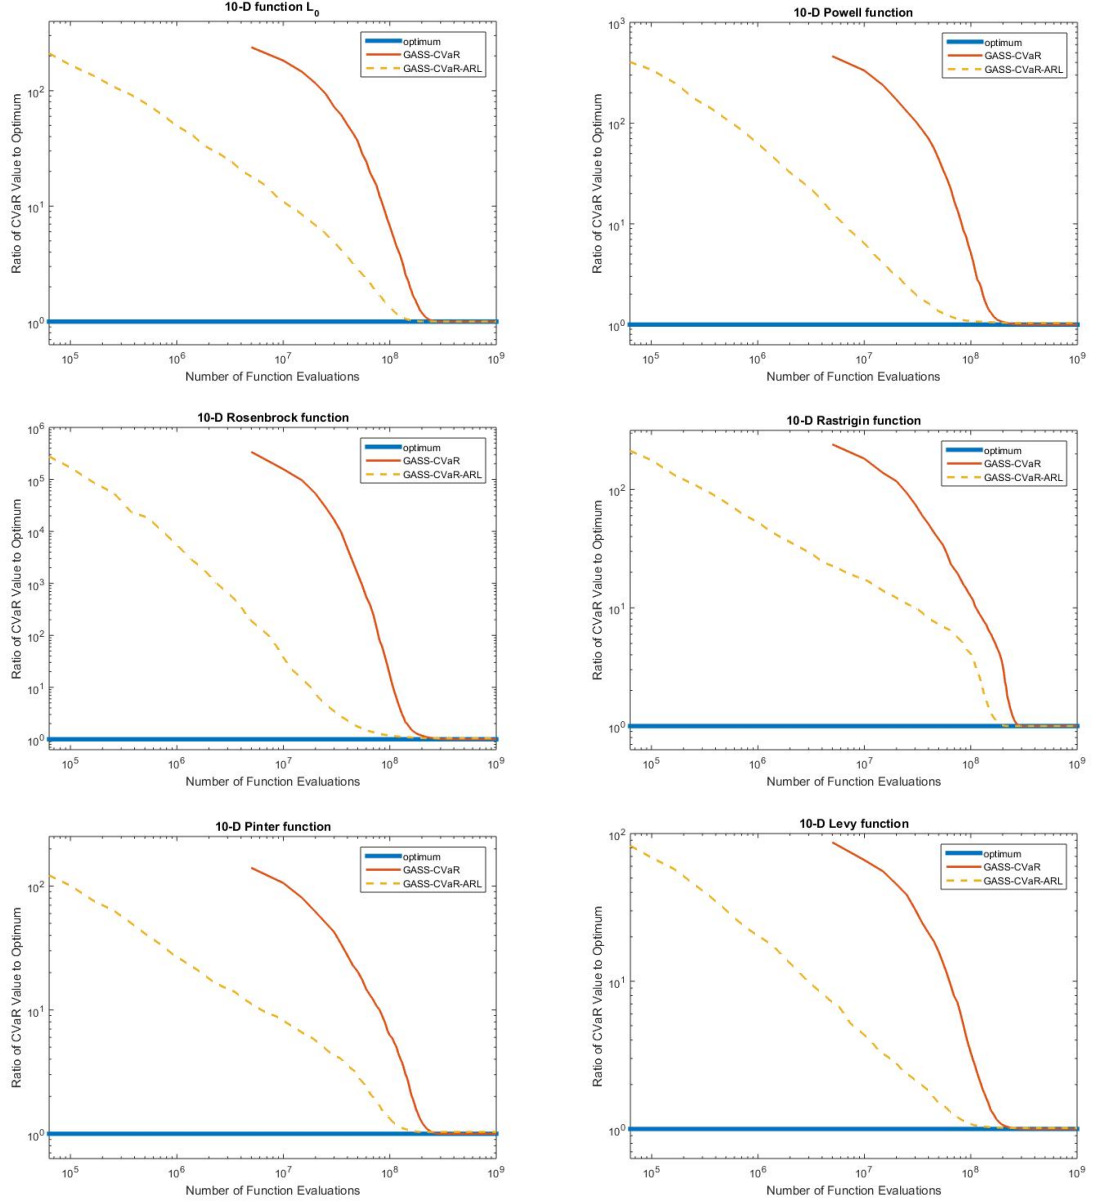 10-D function L0
optimum
GASS-CVaR
GASS-CVaR-ARL
Ratio of CVaR Value to Optimum
10^2
10^1
10^0
10^5 10^6 10^7 10^8 10^9
Number of Function Evaluations
10-D Powell function
optimum
GASS-CVaR
GASS-CVaR-ARL
Ratio of CVaR Value to Optimum
10^3
10^2
10^1
10^0
10^5 10^6 10^7 10^8 10^9
Number of Function Evaluations
10-D Rosenbrock function
optimum
GASS-CVaR
GASS-CVaR-ARL
Ratio of CVaR Value to Optimum
10^6
10^5
10^4
10^3
10^2
10^1
10^0
10^5 10^6 10^7 10^8 10^9
Number of Function Evaluations
10-D Rastrigin function
optimum
GASS-CVaR
GASS-CVaR-ARL
Ratio of CVaR Value to Optimum
10^2
10^1
10^0
10^5 10^6 10^7 10^8 10^9
Number of Function Evaluations
10-D Pinter function
optimum
GASS-CVaR
GASS-CVaR-ARL
Ratio of CVaR Value to Optimum
10^2
10^1
10^0
10^5 10^6 10^7 10^8 10^9
Number of Function Evaluations
10-D Levy function
optimum
GASS-CVaR
GASS-CVaR-ARL
Ratio of CVaR Value to Optimum
10^2
10^1
10^0
10^5 10^6 10^7 10^8 10^9
Number of Function Evaluations